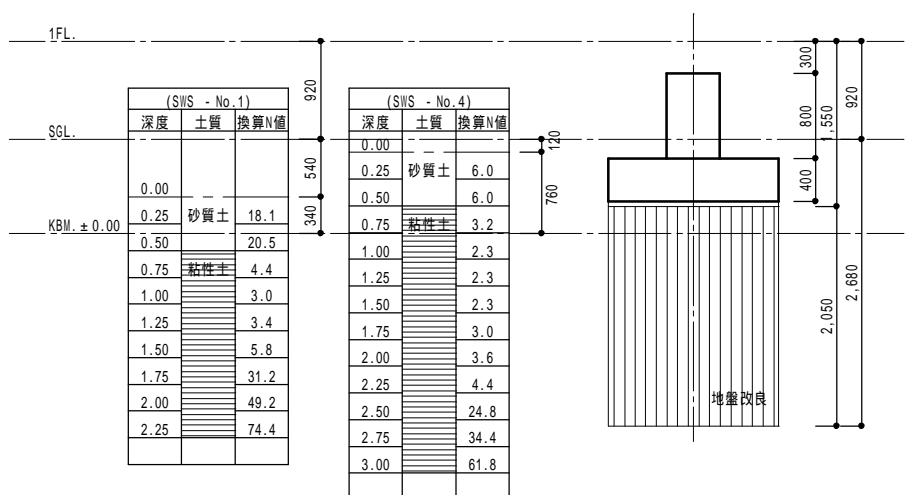 1FL.
SGL.
KBM.±0.00
(SWS - No.1)
深度 土質 換算N値
0.00
0.25 砂質土 18.1
0.50 20.5
0.75 粘性土 4.4
1.00 3.0
1.25 3.4
1.50 5.8
1.75 31.2
2.00 49.2
2.25 74.4
920
540
340
(SWS - No.4)
深度 土質 換算N値
0.00
0.25 砂質土 6.0
0.50 6.0
0.75 粘性土 3.2
1.00 2.3
1.25 2.3
1.50 2.3
1.75 3.0
2.00 3.6
2.25 4.4
2.50 24.8
2.75 34.4
3.00 61.8
120
760
地盤改良
300
800
400
1,550
2,050
920
2,680